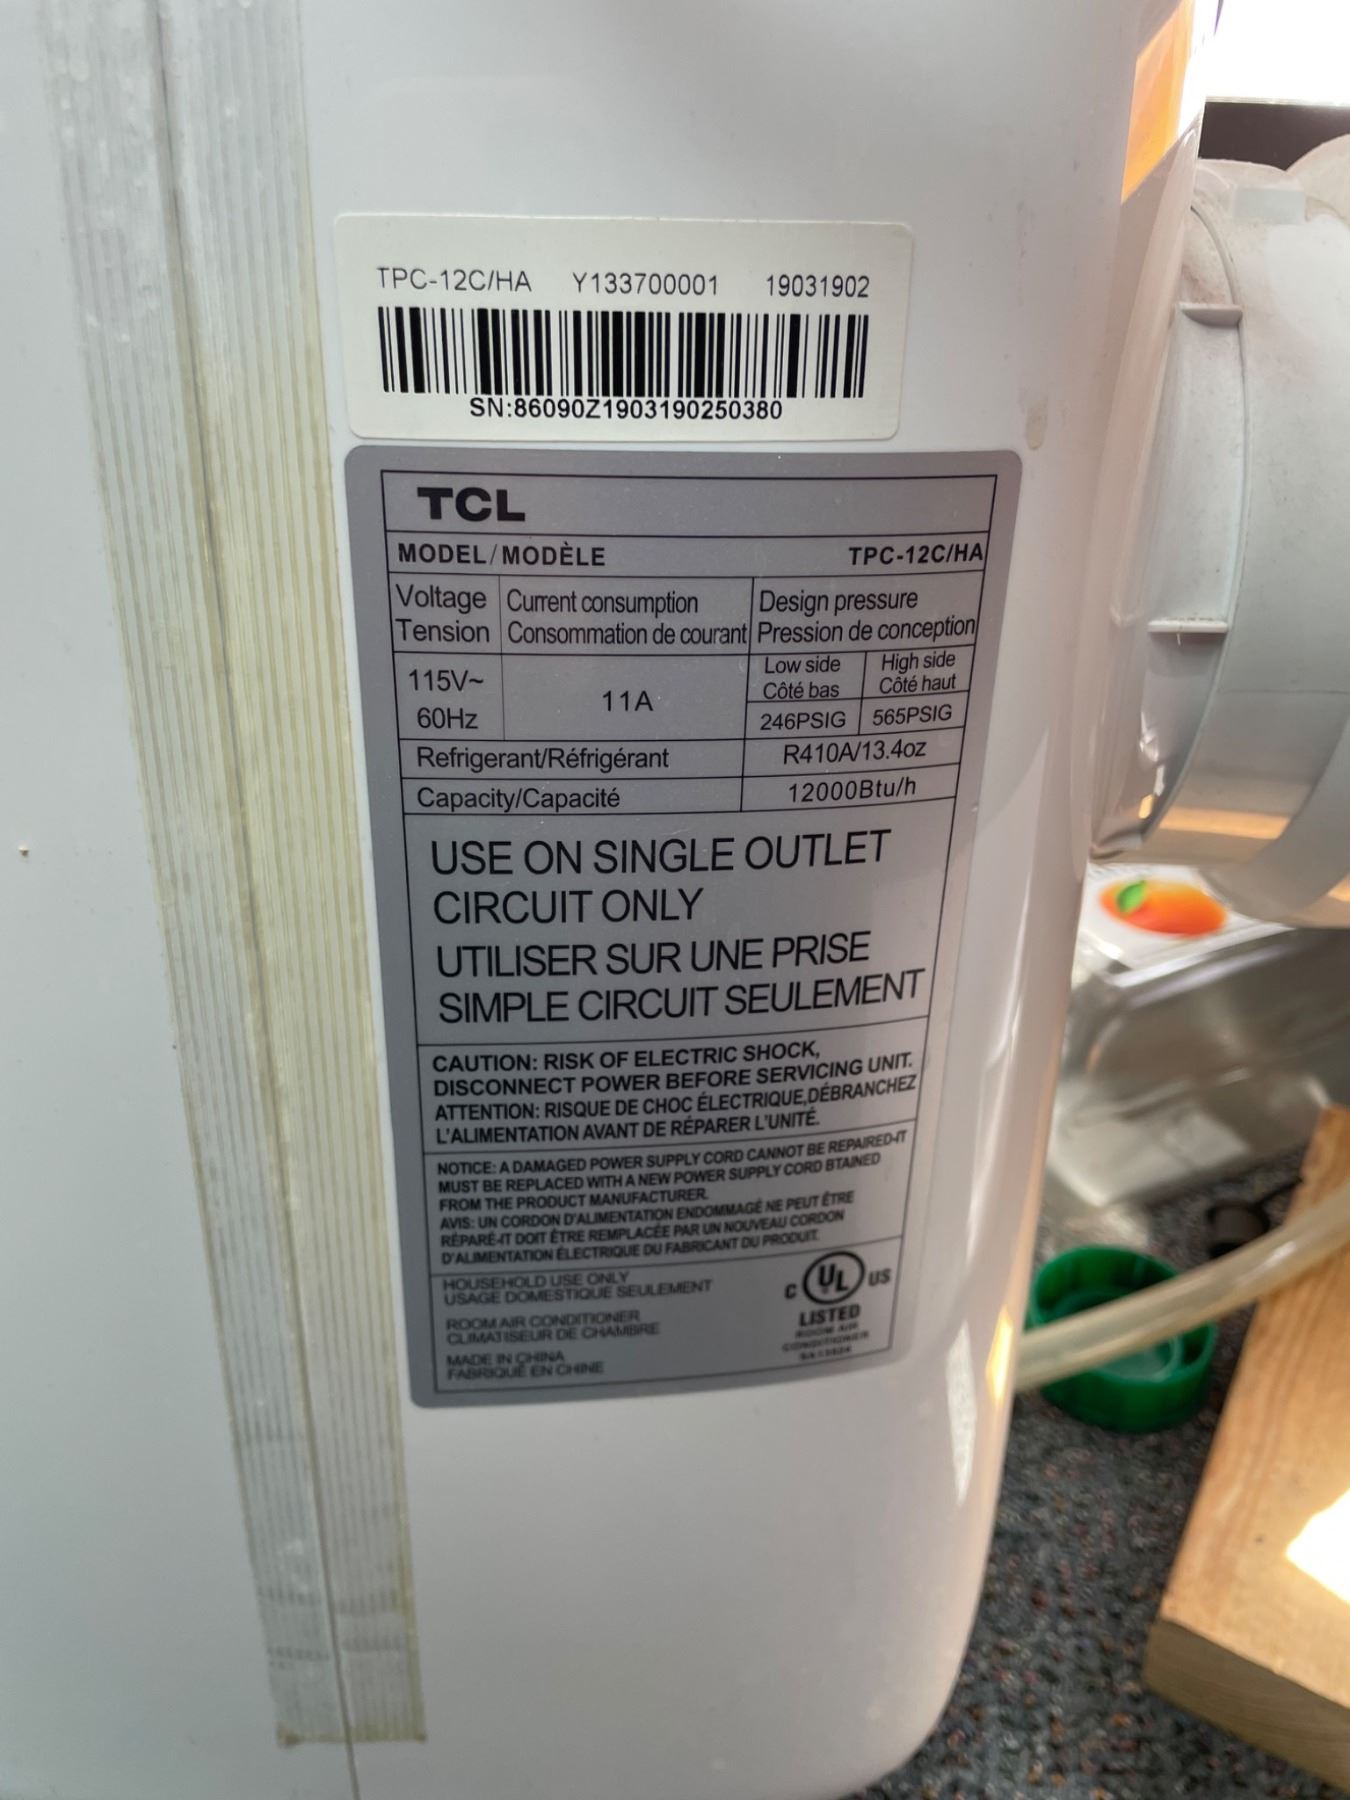 TPC-12C/HA Y133700001 19031902
SN:86090Z1903190250380
TCL
MODEL/MODÈLE TPC-12C/HA
Voltage Current consumption Design pressure
Tension Consommation de courant Pression de conception
Low side High side
Côté bas Côté haut
115V~ 11A
60Hz 246PSIG 565PSIG
Refrigerant/Réfrigérant R410A/13.4oz
Capacity/Capacité 12000Btu/h
USE ON SINGLE OUTLET
CIRCUIT ONLY
UTILISER SUR UNE PRISE
SIMPLE CIRCUIT SEULEMENT
CAUTION: RISK OF ELECTRIC SHOCK,
DISCONNECT POWER BEFORE SERVICING UNIT.
ATTENTION: RISQUE DE CHOC ÉLECTRIQUE,DÉBRANCHEZ
L'ALIMENTATION AVANT DE RÉPARER L'UNITÉ.
NOTICE: A DAMAGED POWER SUPPLY CORD CANNOT BE REPAIRED-IT
MUST BE REPLACED WITH A NEW POWER SUPPLY CORD BTAINED
FROM THE PRODUCT MANUFACTURER.
AVIS: UN CORDON D'ALIMENTATION ENDOMMAGÉ NE PEUT ÊTRE
RÉPARÉ-IT DOIT ÊTRE REMPLACÉE PAR UN NOUVEAU CORDON
D'ALIMENTATION ÉLECTRIQUE DU FABRICANT DU PRODUIT.
HOUSEHOLD USE ONLY
USAGE DOMESTIQUE SEULEMENT
ROOM AIR CONDITIONER
CLIMATISEUR DE CHAMBRE
MADE IN CHINA
FABRIQUÉ EN CHINE
C UL US
LISTED
ROOM AIR
CONDITIONER